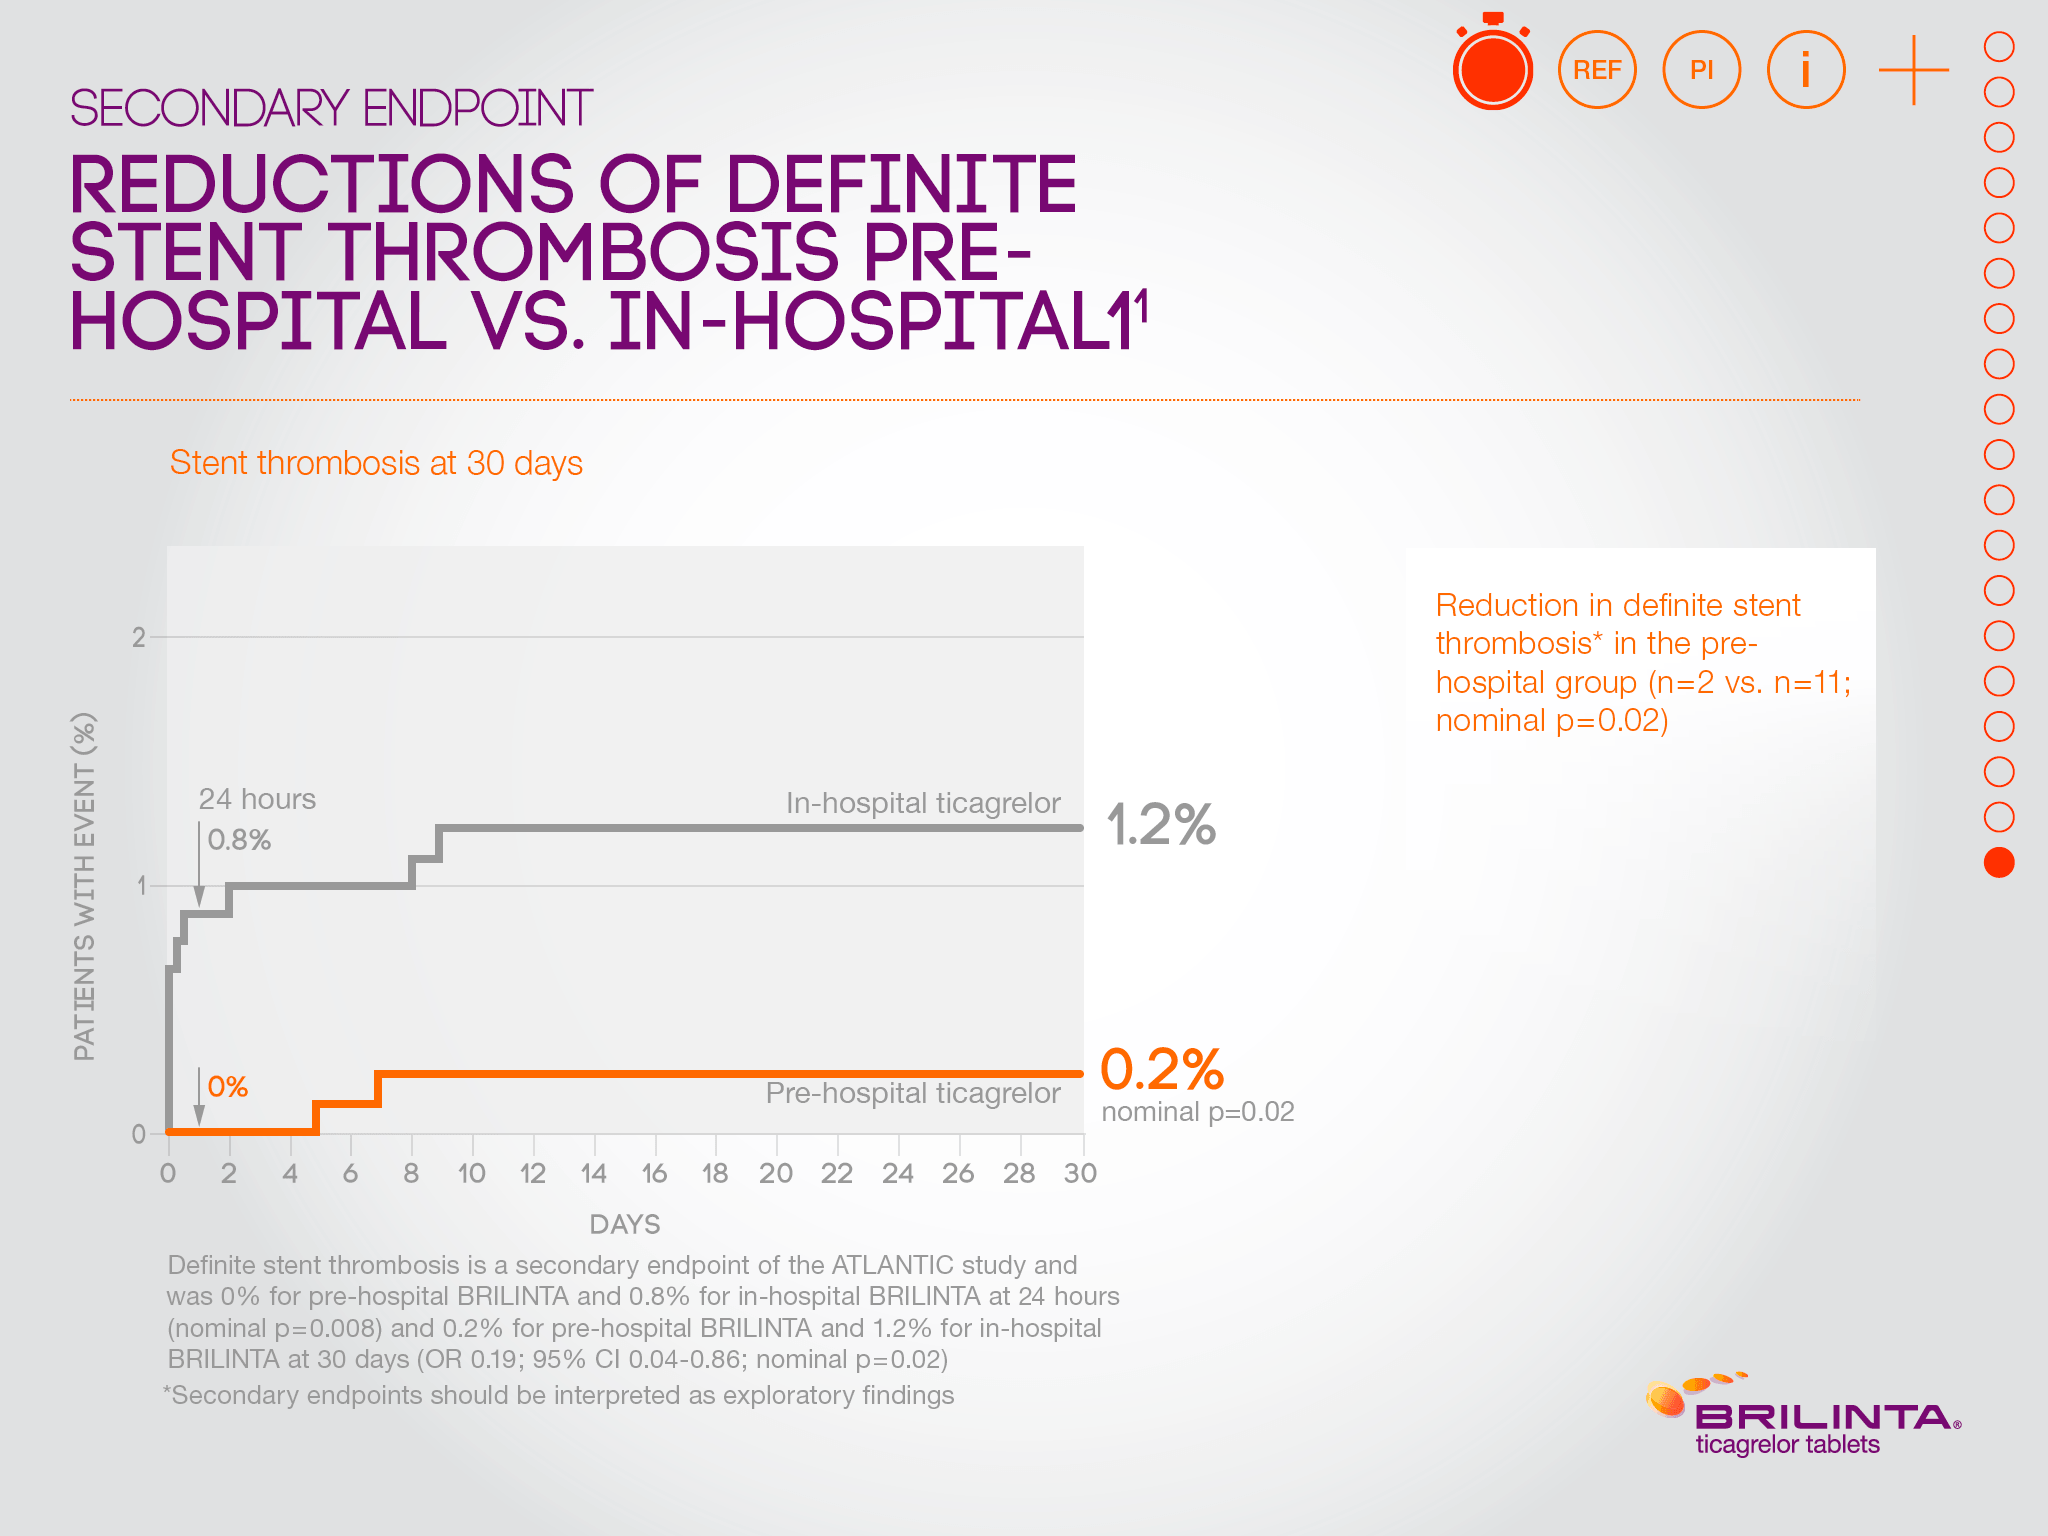 REF
PI
i
SECONDARY ENDPOINT
REDUCTIONS OF DEFINITE
STENT THROMBOSIS PRE-
HOSPITAL VS. IN-HOSPITAL1¹
Stent thrombosis at 30 days
PATIENTS WITH EVENT (%)
2
1
0
24 hours
0.8%
In-hospital ticagrelor
1.2%
0%
Pre-hospital ticagrelor
0.2%
nominal p=0.02
0 2 4 6 8 10 12 14 16 18 20 22 24 26 28 30
DAYS
Reduction in definite stent
thrombosis* in the pre-
hospital group (n=2 vs. n=11;
nominal p=0.02)
Definite stent thrombosis is a secondary endpoint of the ATLANTIC study and
was 0% for pre-hospital BRILINTA and 0.8% for in-hospital BRILINTA at 24 hours
(nominal p=0.008) and 0.2% for pre-hospital BRILINTA and 1.2% for in-hospital
BRILINTA at 30 days (OR 0.19; 95% CI 0.04-0.86; nominal p=0.02)
*Secondary endpoints should be interpreted as exploratory findings
BRILINTA®
ticagrelor tablets